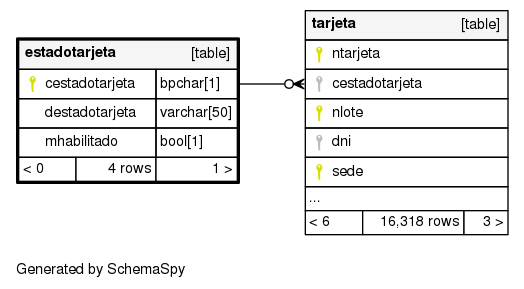 estadotarjeta [table]
cestadotarjeta bpchar[1]
destadotarjeta varchar[50]
mhabilitado bool[1]
< 0 4 rows 1 >
tarjeta [table]
ntarjeta
cestadotarjeta
nlote
dni
sede
...
< 6 16,318 rows 3 >
Generated by SchemaSpy